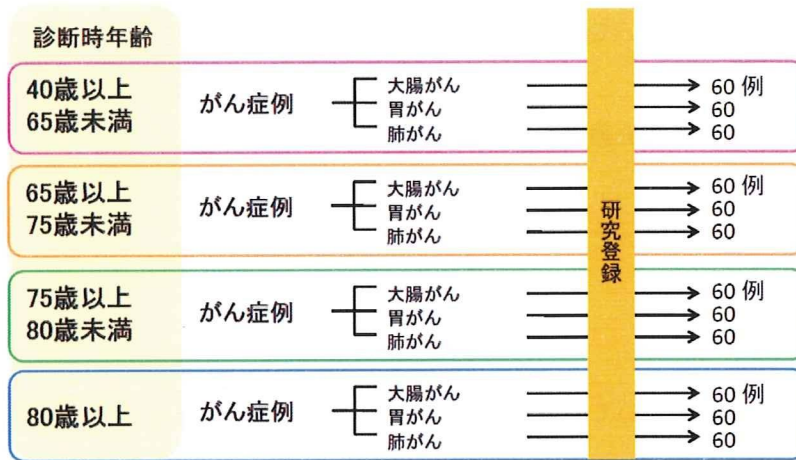 診断時年齢
40歳以上
65歳未満
がん症例
大腸がん
胃がん
肺がん
60 例
60
60
65歳以上
75歳未満
がん症例
大腸がん
胃がん
肺がん
60 例
60
60
研究登録
75歳以上
80歳未満
がん症例
大腸がん
胃がん
肺がん
60 例
60
60
80歳以上
がん症例
大腸がん
胃がん
肺がん
60 例
60
60